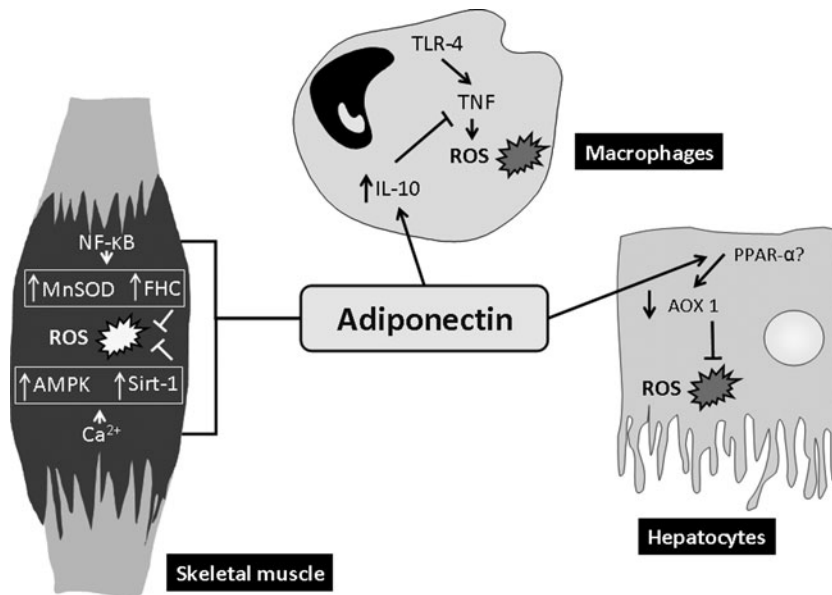 TLR-4
TNF
ROS
↑IL-10
Macrophages
NF-κB
↑MnSOD ↑FHC
ROS
↑AMPK ↑Sirt-1
Ca²⁺
Skeletal muscle
Adiponectin
PPAR-α?
↓ AOX 1
ROS
Hepatocytes